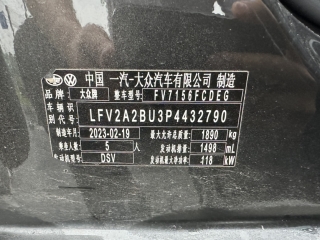 中国 一汽-大众汽车有限公司 制造
品牌 大众牌 型号 FV7156FCDEG
车辆识别代号 LFV2A2BU3P4432790
制造年月 2023-02-19 最大允许总质量 1890 kg
乘坐人数 5 人 发动机排量 1498 mL
发动机型号 DSV 发动机最大净功率 118 kW